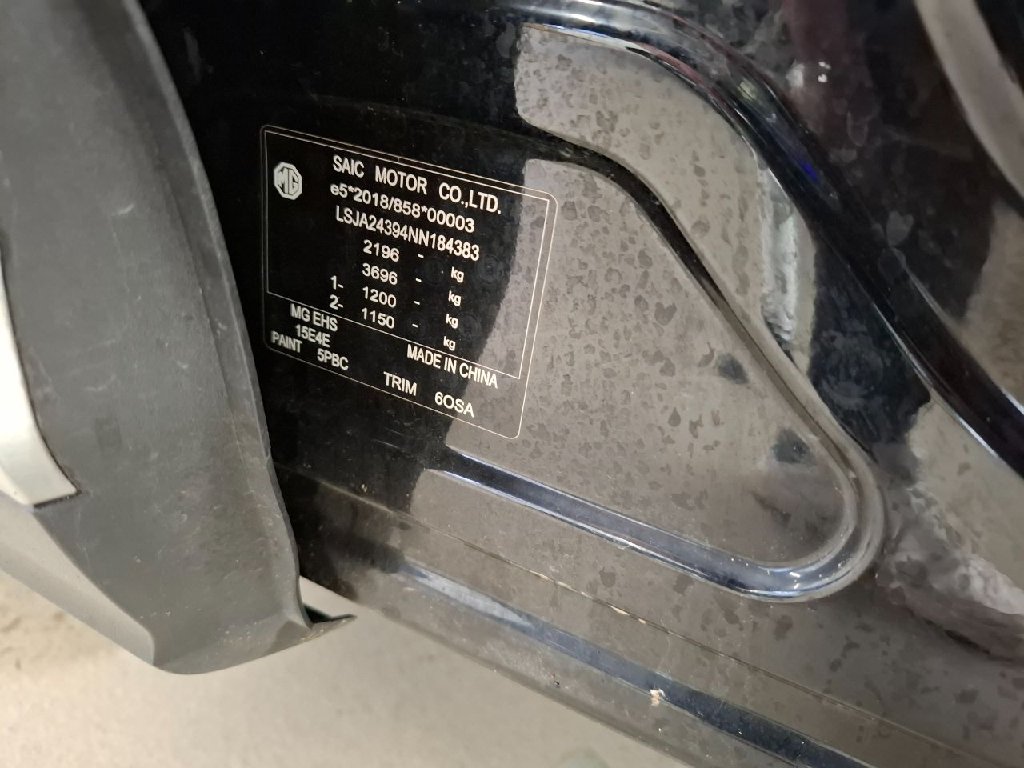 MG
SAIC MOTOR CO.,LTD.
e5*2018/858*00003
LSJA24394NN184383
2196 - kg
3696 - kg
1- 1200 - kg
2- 1150 - kg
MG EHS
15E4E MADE IN CHINA
PAINT 5PBC TRIM 6OSA